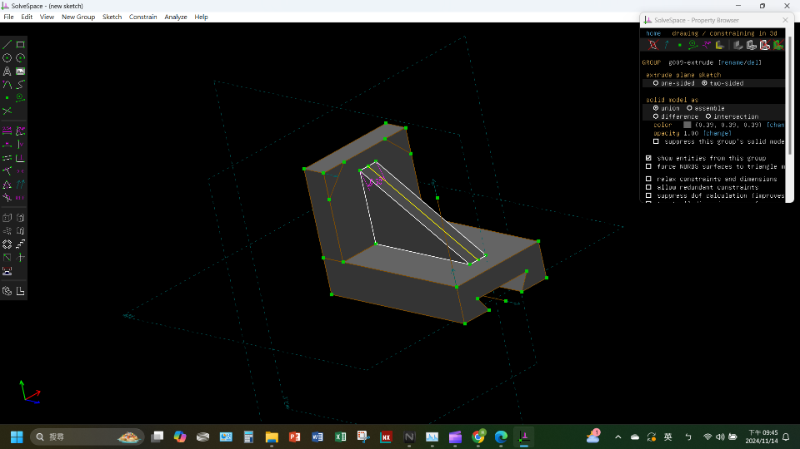 SolveSpace - (new sketch)
File Edit View New Group Sketch Constrain Analyze Help
SolveSpace - Property Browser
home drawing / constraining in 3d
GROUP g009-extrude [rename/del]
extrude plane sketch
one-sided two-sided
solid model as
union assemble
difference intersection
color (0.39, 0.39, 0.39) [chan
opacity 1.00 [change]
suppress this group's solid mode
show entities from this group
force NURBS surfaces to triangle m
relax constraints and dimensions
allow redundant constraints
suppress dof calculation (improves
搜尋
英
下午 09:45
2024/11/14